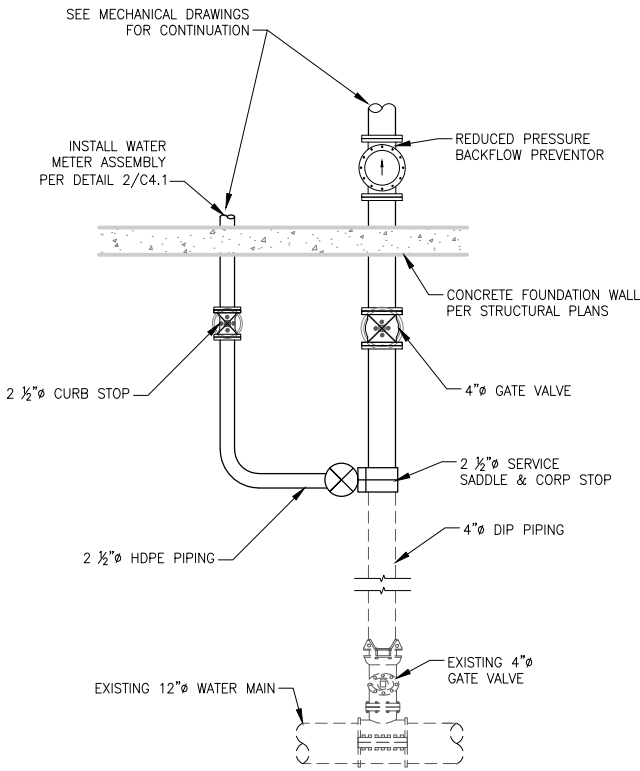 SEE MECHANICAL DRAWINGS
FOR CONTINUATION
INSTALL WATER
METER ASSEMBLY
PER DETAIL 2/C4.1
REDUCED PRESSURE
BACKFLOW PREVENTOR
CONCRETE FOUNDATION WALL
PER STRUCTURAL PLANS
2 ½"ø CURB STOP
4"ø GATE VALVE
2 ½"ø SERVICE
SADDLE & CORP STOP
4"ø DIP PIPING
2 ½"ø HDPE PIPING
EXISTING 4"ø
GATE VALVE
EXISTING 12"ø WATER MAIN